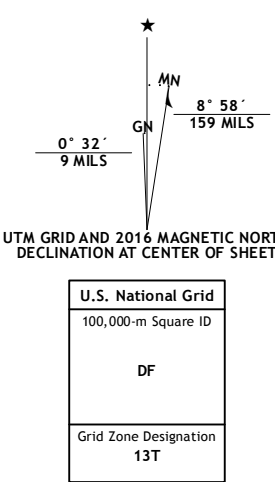 ★
MN
8° 58´
159 MILS
GN
0° 32´
9 MILS
UTM GRID AND 2016 MAGNETIC NORT
DECLINATION AT CENTER OF SHEET
U.S. National Grid
100,000-m Square ID
DF
Grid Zone Designation
13T